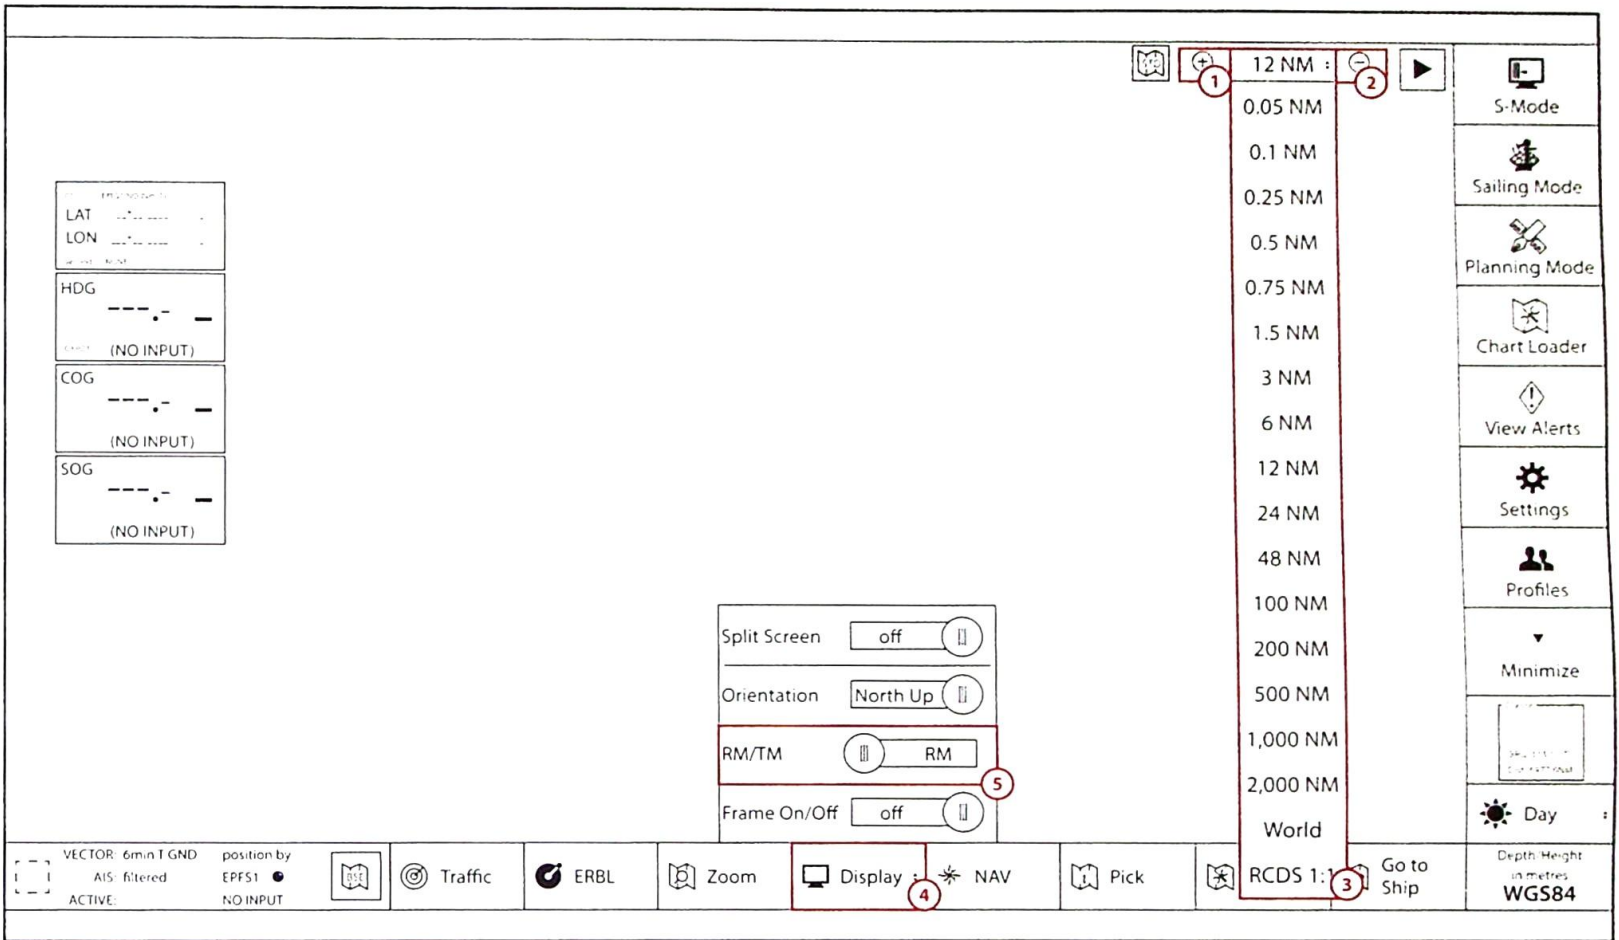 12 NM
1
2
0.05 NM
0.1 NM
0.25 NM
0.5 NM
0.75 NM
1.5 NM
3 NM
6 NM
12 NM
24 NM
48 NM
100 NM
200 NM
500 NM
1,000 NM
2,000 NM
World
RCDS 1:1
3
S-Mode
Sailing Mode
Planning Mode
Chart Loader
View Alerts
Settings
Profiles
Minimize
Day
Depth/Height
in metres
WGS84
LAT
LON
HDG
---.-
(NO INPUT)
COG
---.-
(NO INPUT)
SOG
---.-
(NO INPUT)
Split Screen off
Orientation North Up
RM/TM RM
5
Frame On/Off off
VECTOR: 6min T GND
AIS: filtered
ACTIVE:
position by
EPFS1
NO INPUT
Traffic
ERBL
Zoom
Display
4
NAV
Pick
Go to
Ship